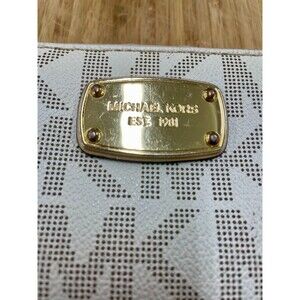 MICHAEL KORS
EST. 1981